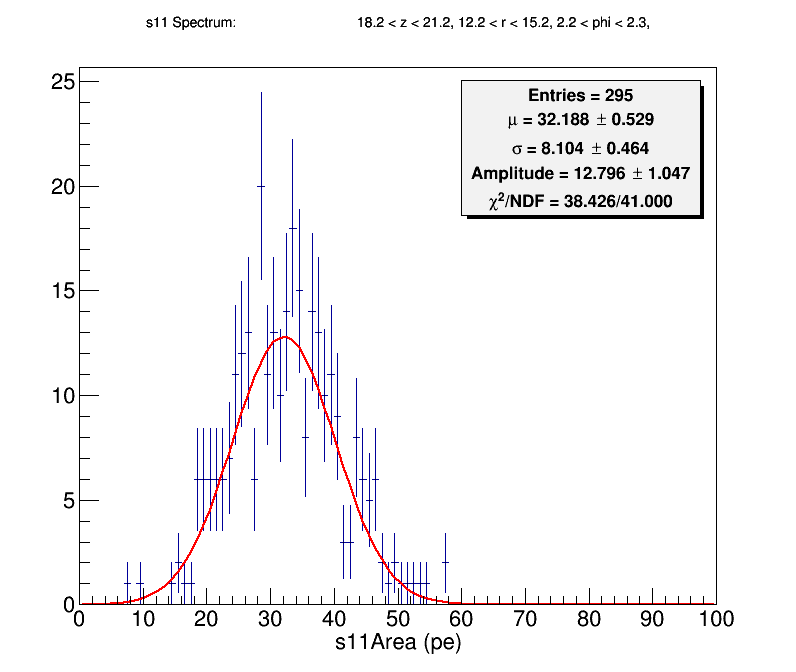 s11 Spectrum: 18.2 < z < 21.2, 12.2 < r < 15.2, 2.2 < phi < 2.3,
Entries = 295
μ = 32.188 ± 0.529
σ = 8.104 ± 0.464
Amplitude = 12.796 ± 1.047
χ²/NDF = 38.426/41.000
25
20
15
10
5
0
0 10 20 30 40 50 60 70 80 90 100
s11Area (pe)